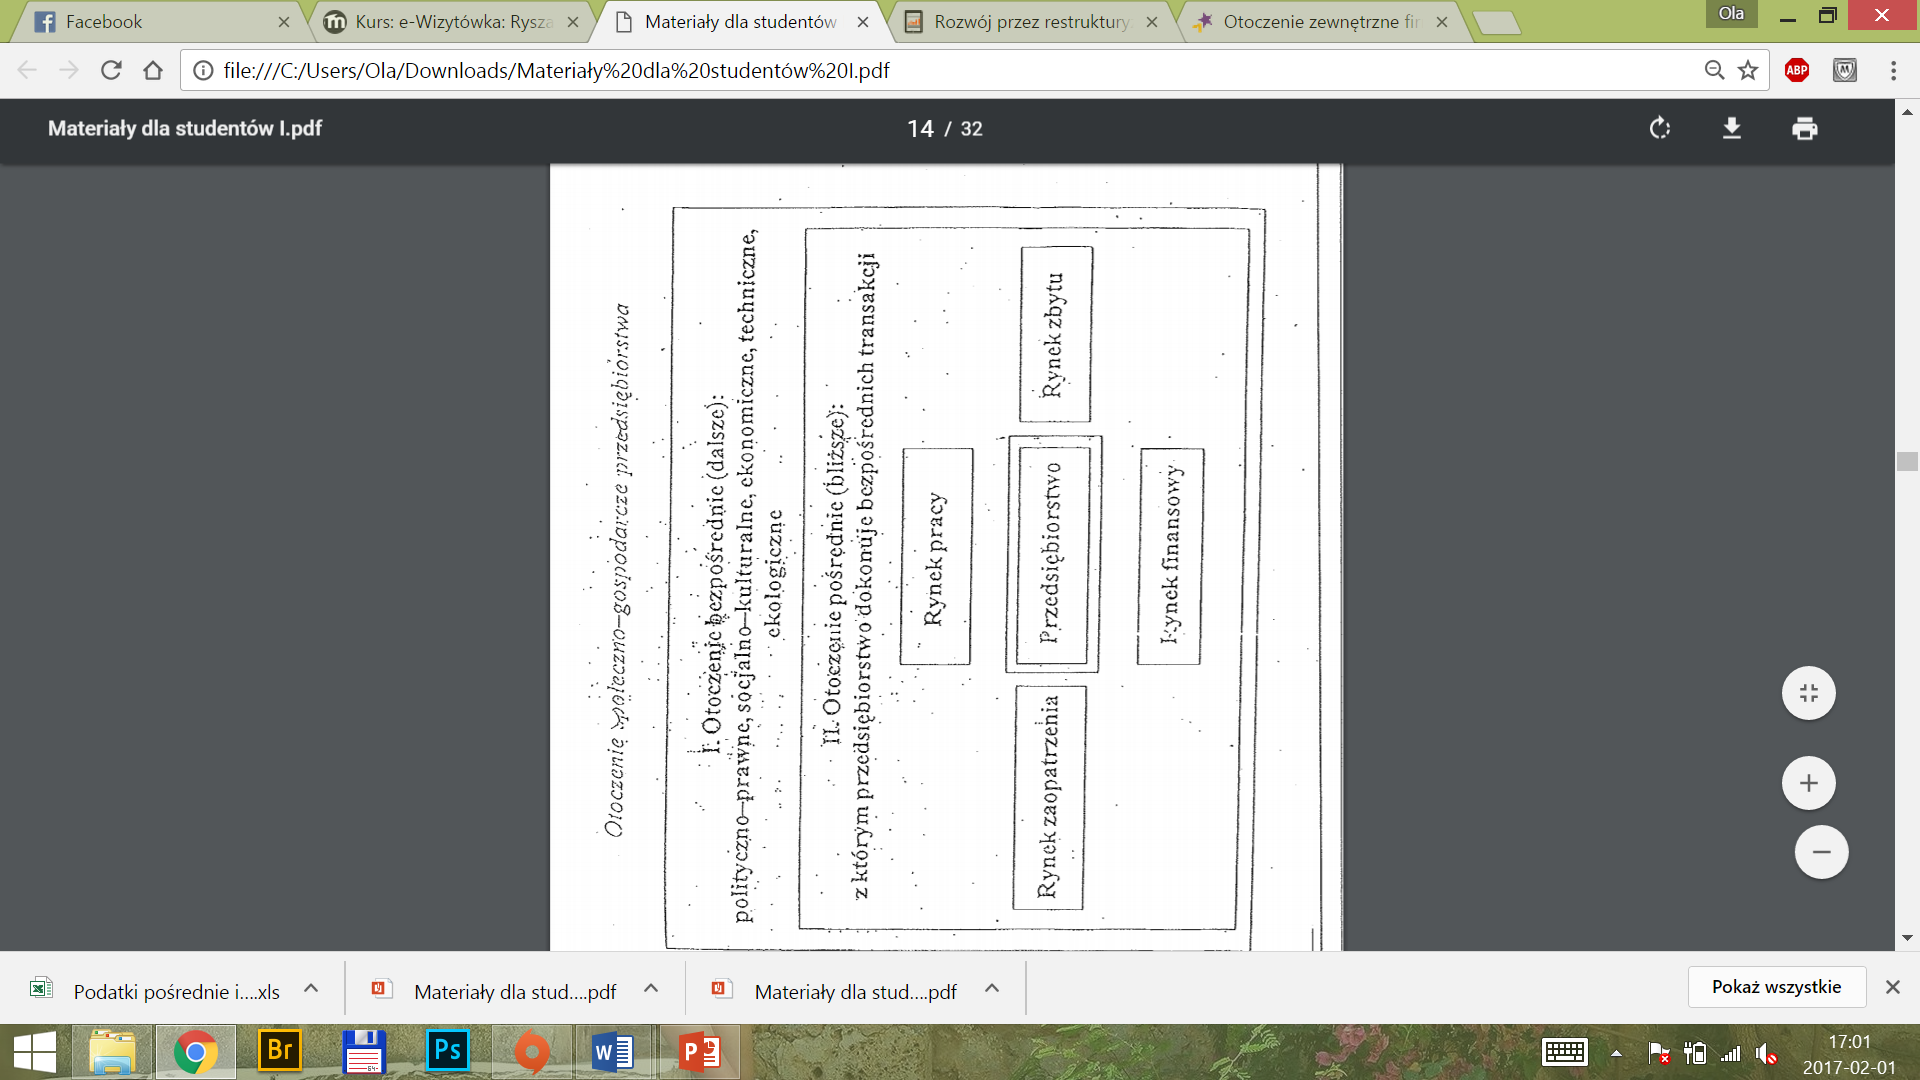 Facebook
Kurs: e-Wizytówka: Rysza
Materiały dla studentów
Rozwój przez restruktury
Otoczenie zewnętrzne fir
Ola
file:///C:/Users/Ola/Downloads/Materiały%20dla%20studentów%20I.pdf
ABP
Materiały dla studentów I.pdf
14 / 32
Otoczenie społeczno–gospodarcze przedsiębiorstwa
I. Otoczenie bezpośrednie (dalsze):
polityczno–prawne, socjalno–kulturalne, ekonomiczne, techniczne,
ekologiczne
II. Otoczenie pośrednie (bliższe):
z którym przedsiębiorstwo dokonuje bezpośrednich transakcji
Rynek pracy
Rynek zaopatrzenia
Przedsiębiorstwo
Rynek zbytu
Rynek finansowy
Podatki pośrednie i....xls
Materiały dla stud....pdf
Materiały dla stud....pdf
Pokaż wszystkie
Br
Ps
17:01
2017-02-01